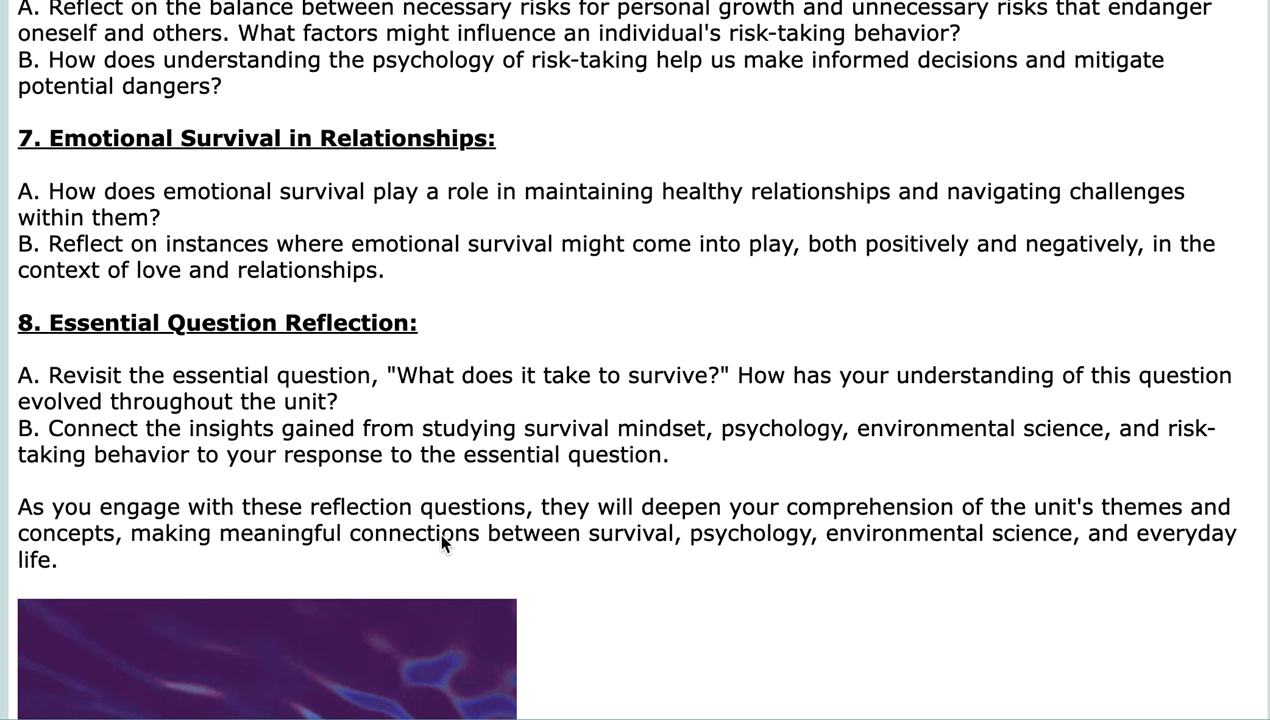 A. Reflect on the balance between necessary risks for personal growth and unnecessary risks that endanger
oneself and others. What factors might influence an individual's risk-taking behavior?
B. How does understanding the psychology of risk-taking help us make informed decisions and mitigate
potential dangers?
7. Emotional Survival in Relationships:
A. How does emotional survival play a role in maintaining healthy relationships and navigating challenges
within them?
B. Reflect on instances where emotional survival might come into play, both positively and negatively, in the
context of love and relationships.
8. Essential Question Reflection:
A. Revisit the essential question, "What does it take to survive?" How has your understanding of this question
evolved throughout the unit?
B. Connect the insights gained from studying survival mindset, psychology, environmental science, and risk-
taking behavior to your response to the essential question.
As you engage with these reflection questions, they will deepen your comprehension of the unit's themes and
concepts, making meaningful connections between survival, psychology, environmental science, and everyday
life.